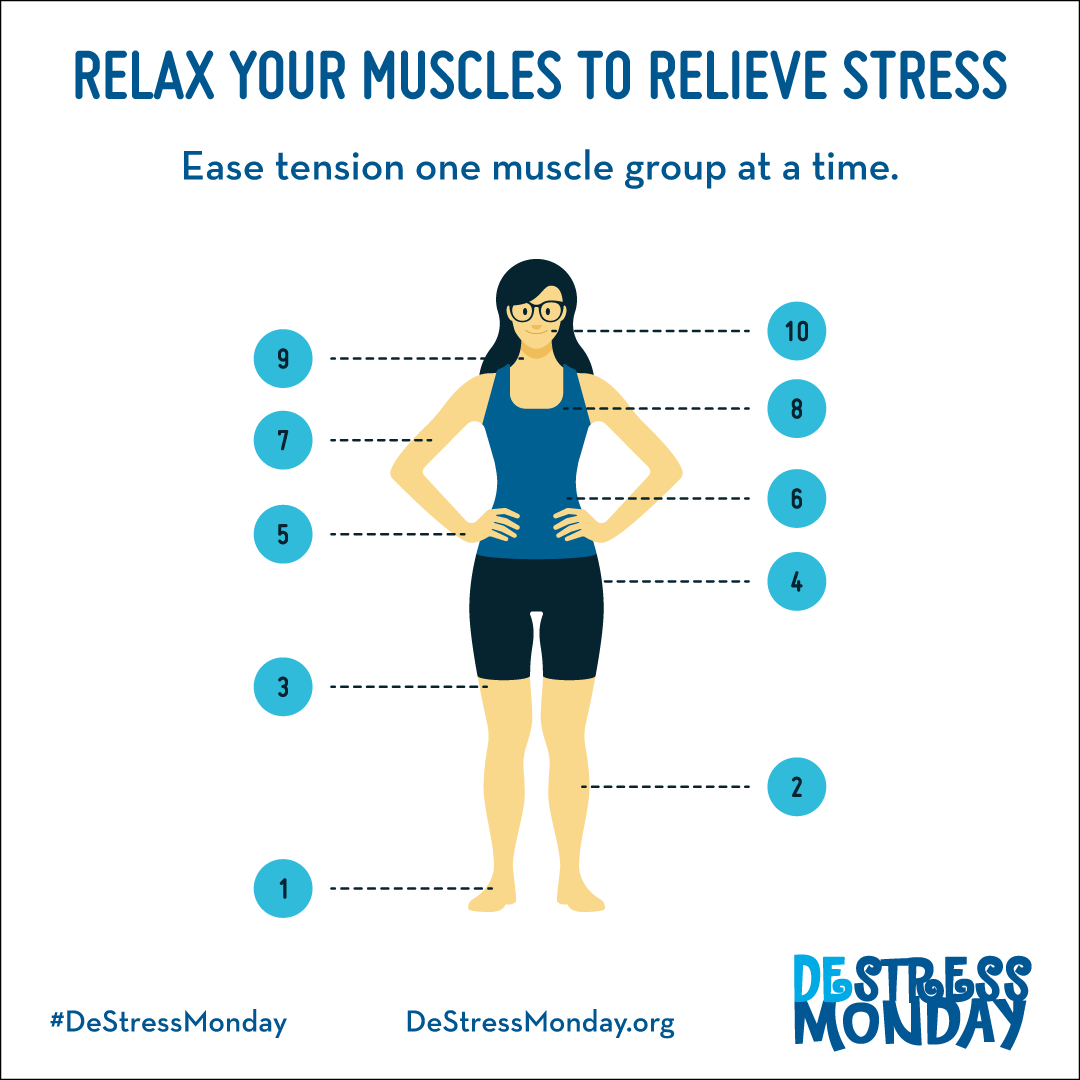 RELAX YOUR MUSCLES TO RELIEVE STRESS
Ease tension one muscle group at a time.
10
9
8
7
6
5
4
3
2
1
#DeStressMonday
DeStressMonday.org
DESTRESS
MONDAY